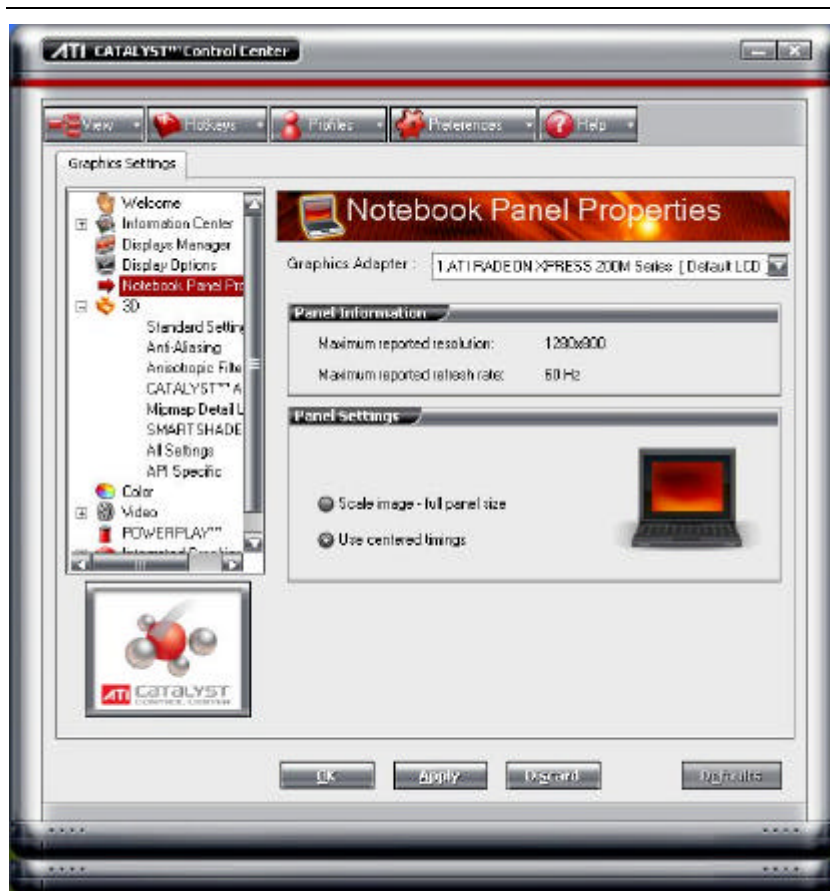 ATI CATALYST™ Control Center
View Hotkeys Profiles Preferences Help
Graphics Settings
Welcome
Information Center
Displays Manager
Display Options
Notebook Panel Pro
3D
Standard Setting
Anti-Aliasing
Anisotropic Filte
CATALYST™ A
Mipmap Detail L
SMARTSHADE
All Settings
API Specific
Color
Video
POWERPLAY™
Notebook Panel Properties
Graphics Adapter : 1.ATI RADEON XPRESS 200M Series [ Default LCD
Panel Information
Maximum reported resolution: 1280x800
Maximum reported refresh rate: 60 Hz
Panel Settings
Scale image - full panel size
Use centered timings
ATI CATALYST
CONTROL CENTER
OK Apply Discard Defaults